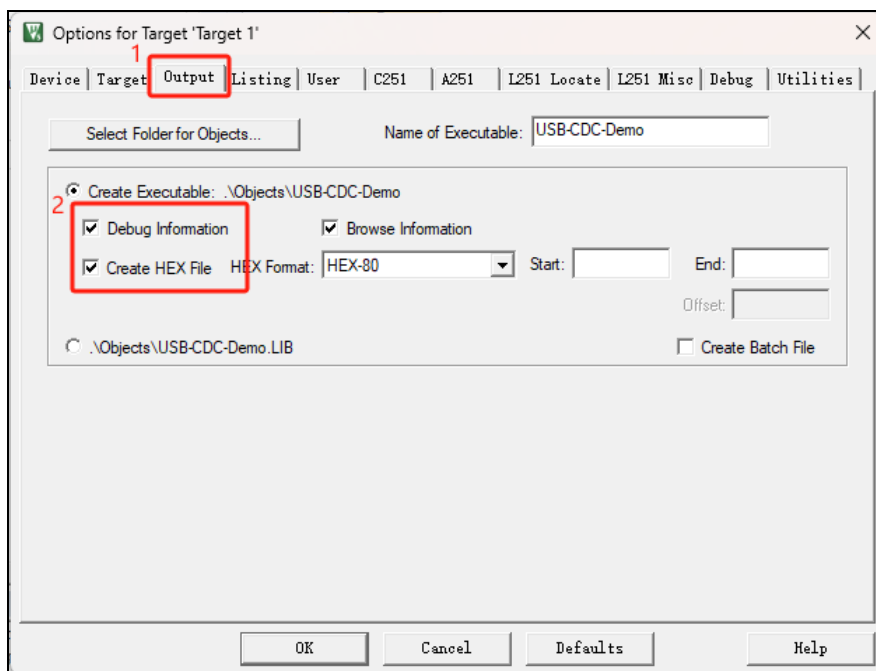 Options for Target 'Target 1'
1
Device Target Output Listing User C251 A251 L251 Locate L251 Misc Debug Utilities
Select Folder for Objects... Name of Executable: USB-CDC-Demo
Create Executable: .\Objects\USB-CDC-Demo
2
Debug Information Browse Information
Create HEX File HEX Format: HEX-80 Start: End:
Offset:
.\Objects\USB-CDC-Demo.LIB Create Batch File
OK Cancel Defaults Help